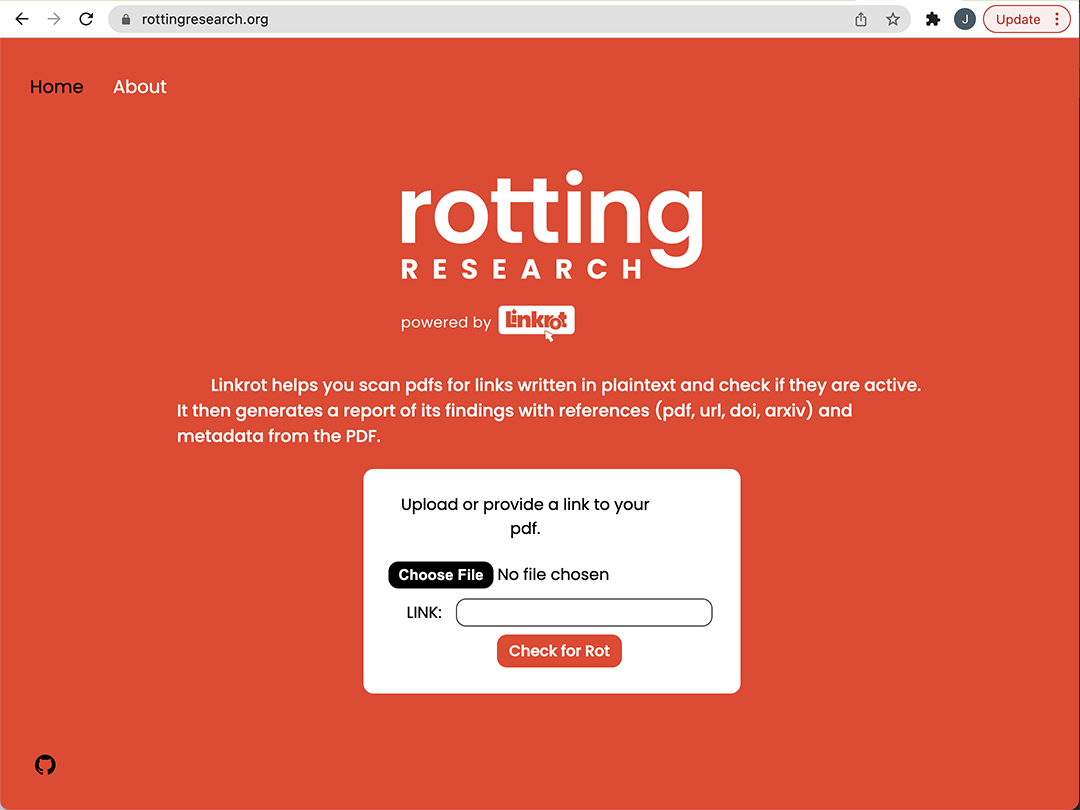 rottingresearch.org
J
Update
Home About
rotting
RESEARCH
powered by Linkrot
Linkrot helps you scan pdfs for links written in plaintext and check if they are active.
It then generates a report of its findings with references (pdf, url, doi, arxiv) and
metadata from the PDF.
Upload or provide a link to your
pdf.
Choose File No file chosen
LINK:
Check for Rot